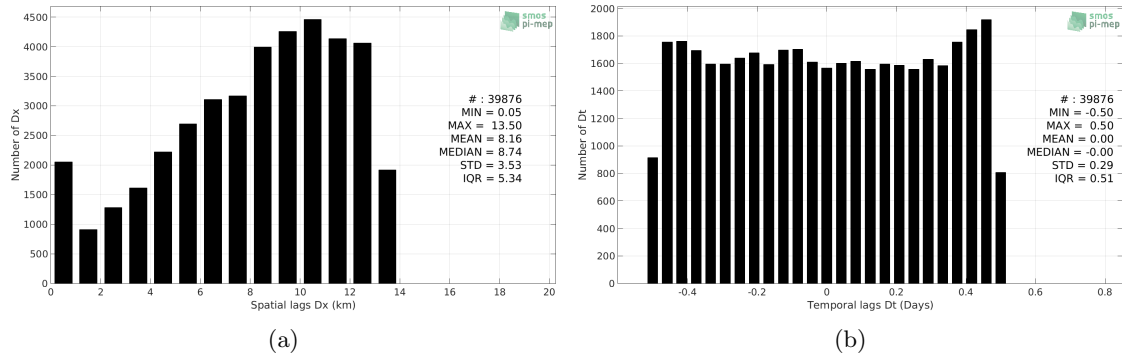 smos
pi-mep
4500
4000
3500
3000
2500
2000
1500
1000
500
0
Number of Dx
# : 39876
MIN = 0.05
MAX = 13.50
MEAN = 8.16
MEDIAN = 8.74
STD = 3.53
IQR = 5.34
0 2 4 6 8 10 12 14 16 18 20
Spatial lags Dx (km)
(a)
smos
pi-mep
2000
1800
1600
1400
1200
1000
800
600
400
200
0
Number of Dt
# : 39876
MIN = -0.50
MAX = 0.50
MEAN = 0.00
MEDIAN = -0.00
STD = 0.29
IQR = 0.51
-0.4 -0.2 0 0.2 0.4 0.6 0.8
Temporal lags Dt (Days)
(b)